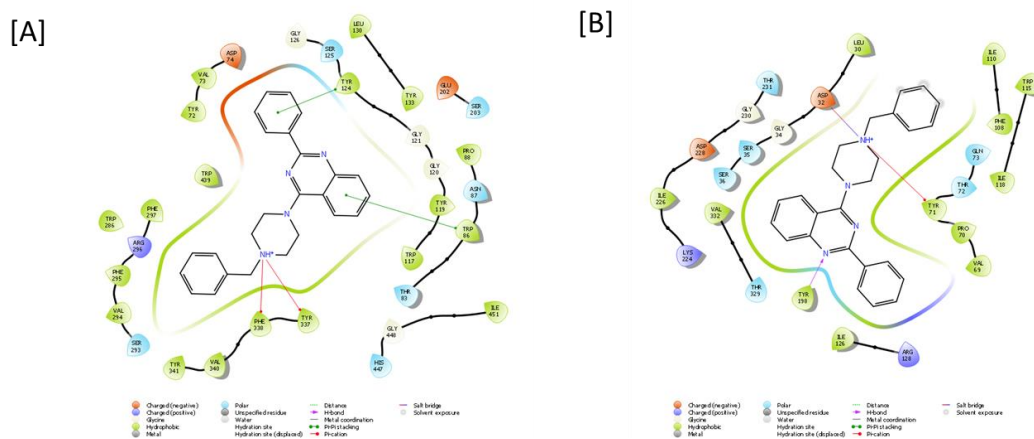 [A]
GLY 126
SER 125
LEU 130
ASP 74
VAL 73
TYR 72
TYR 124
TYR 133
GLU 202
SER 203
GLY 121
GLY 120
PRO 88
ASN 87
TYR 119
TRP 86
TRP 117
THR 83
TRP 439
TRP 286
PHE 297
ARG 296
PHE 295
VAL 294
SER 293
N
N
N
NH⁺
PHE 338
TYR 337
TYR 341
VAL 340
GLY 448
HIS 447
ILE 451
Charged (negative)
Charged (positive)
Glycine
Hydrophobic
Metal
Polar
Unspecified residue
Water
Hydration site
Hydration site (displaced)
Distance
H-bond
Metal coordination
Pi-Pi stacking
Pi-cation
Salt bridge
Solvent exposure
[B]
LEU 30
ILE 110
TRP 115
THR 231
ASP 32
GLY 230
GLY 34
SER 35
SER 36
ASP 228
ILE 226
LYS 224
VAL 332
THR 329
TYR 198
PHE 108
GLN 73
THR 72
ILE 118
TYR 71
PRO 70
VAL 69
NH⁺
N
N
N
ILE 126
ARG 128
Charged (negative)
Charged (positive)
Glycine
Hydrophobic
Metal
Polar
Unspecified residue
Water
Hydration site
Hydration site (displaced)
Distance
H-bond
Metal coordination
Pi-Pi stacking
Pi-cation
Salt bridge
Solvent exposure